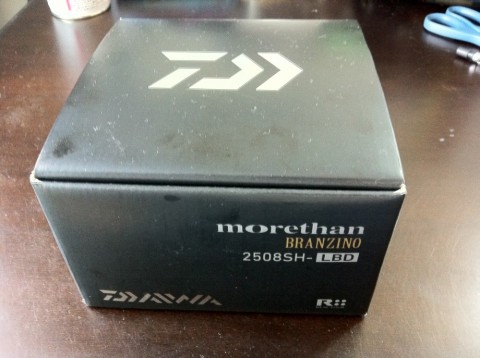 morethan
BRANZINO
2508SH-LBD
DAIWA